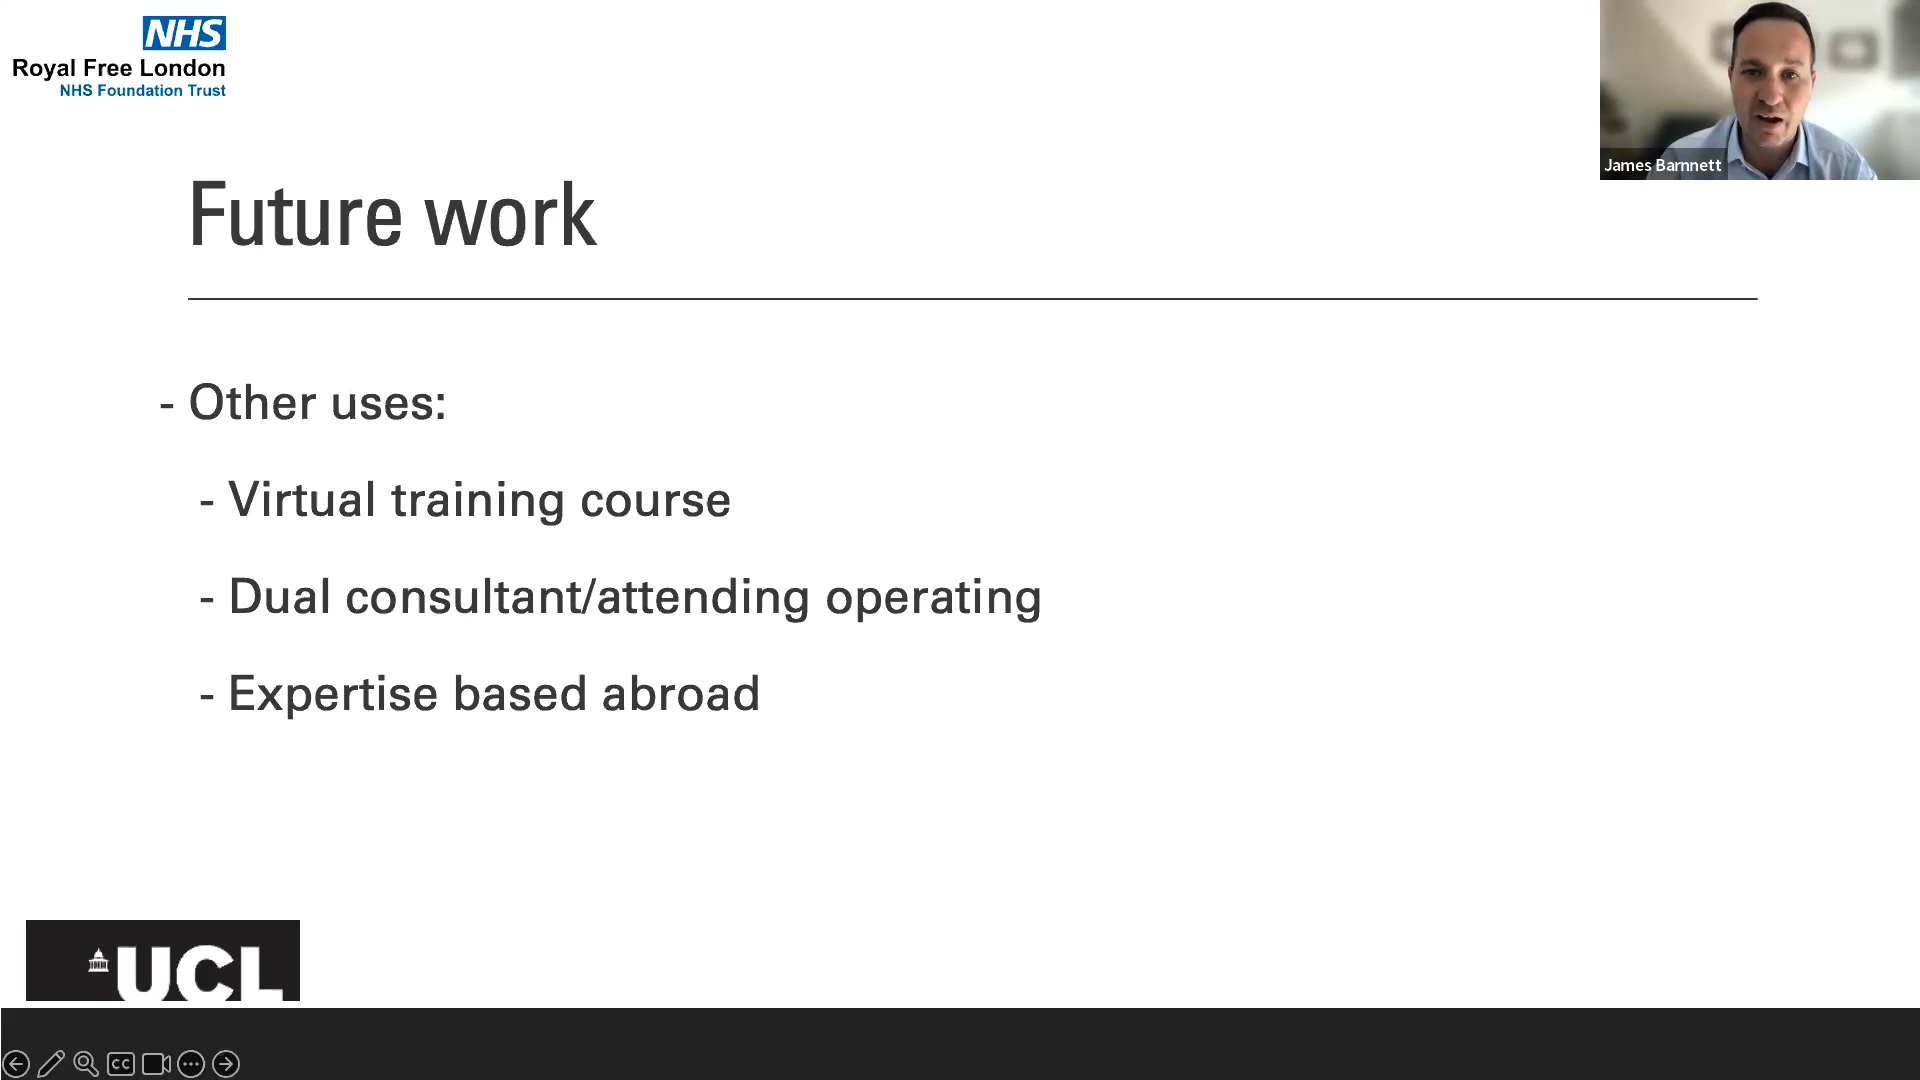 NHS
Royal Free London
NHS Foundation Trust
James Barnnett
Future work
- Other uses:
- Virtual training course
- Dual consultant/attending operating
- Expertise based abroad
UCL
CC